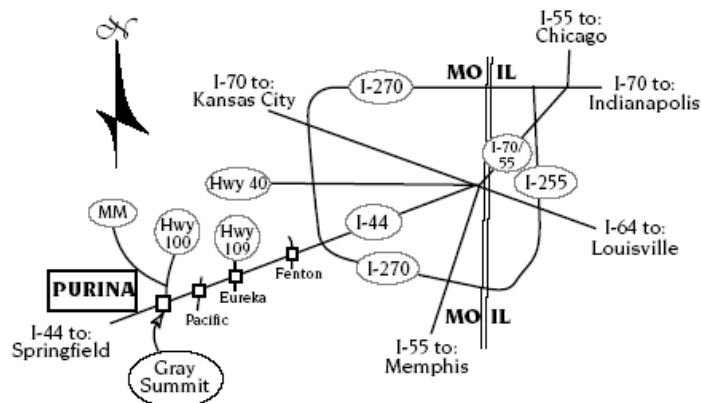 N
I-55 to:
Chicago
MO IL
I-70 to:
Kansas City
I-270
I-70 to:
Indianapolis
I-70/
55
Hwy 40
I-255
MM
Hwy
100
Hwy
109
I-44
I-64 to:
Louisville
Fenton
I-270
PURINA
Eureka
Pacific
MO IL
I-44 to:
Springfield
I-55 to:
Memphis
Gray
Summit